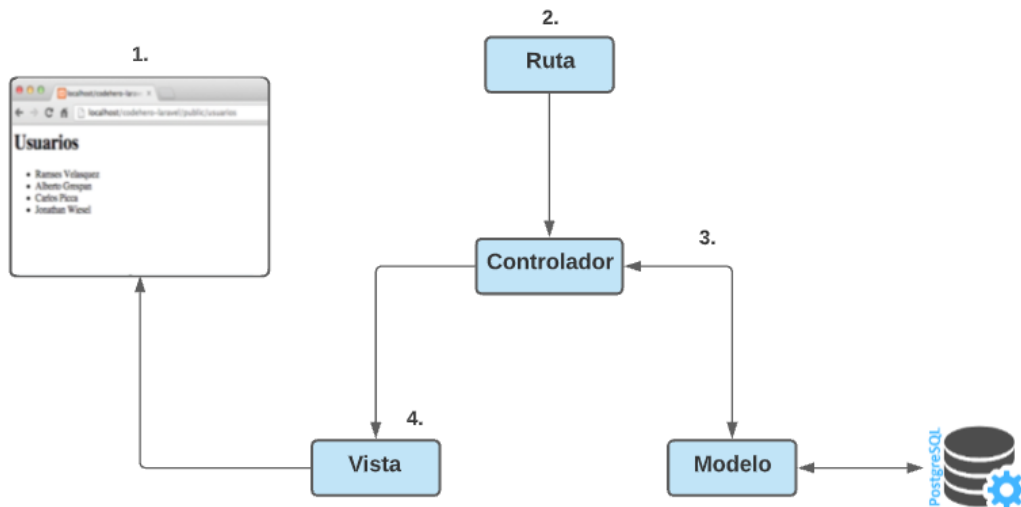 1.
localhost/codehero-laravel/public/usuarios
Usuarios
Ramses Velasquez
Alberto Grespan
Carlos Picca
Jonathan Wiesel
2.
Ruta
Controlador
3.
4.
Vista
Modelo
PostgreSQL